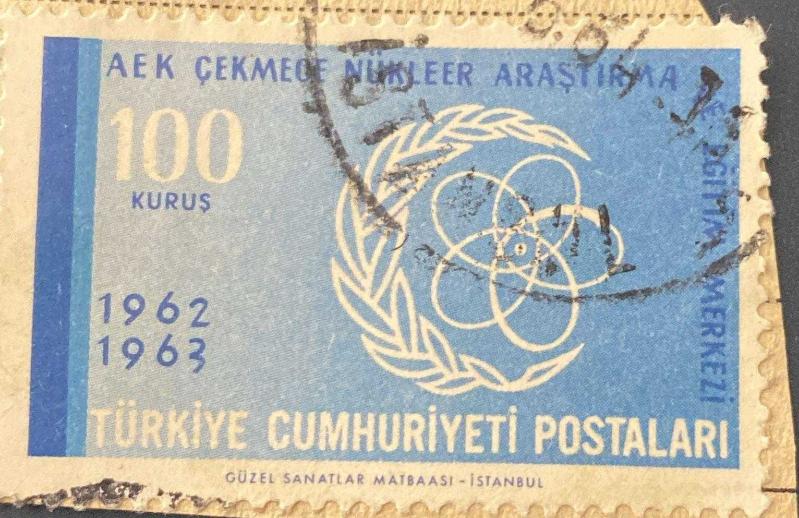 AEK ÇEKMECE NÜKLEER ARAŞTIRMA VE EĞİTİM MERKEZİ
100
KURUŞ
1962
1963
TÜRKİYE CUMHURİYETİ POSTALARI
GÜZEL SANATLAR MATBAASI - İSTANBUL